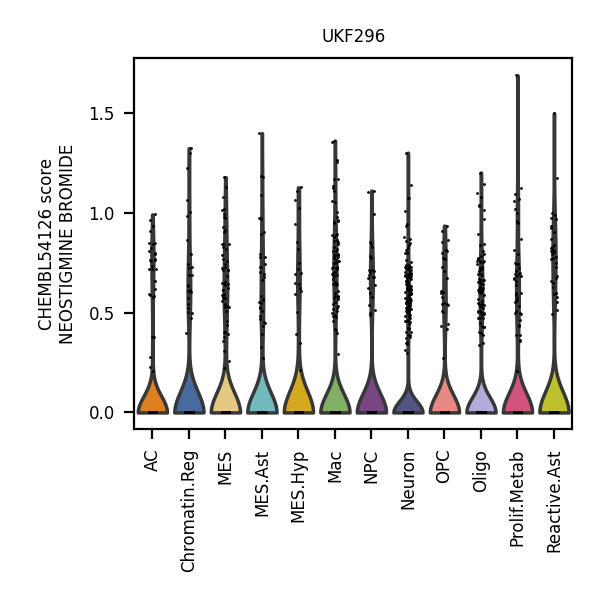 UKF296
CHEMBL54126 score
NEOSTIGMINE BROMIDE
1.5
1.0
0.5
0.0
AC
Chromatin.Reg
MES
MES.Ast
MES.Hyp
Mac
NPC
Neuron
OPC
Oligo
Prolif.Metab
Reactive.Ast